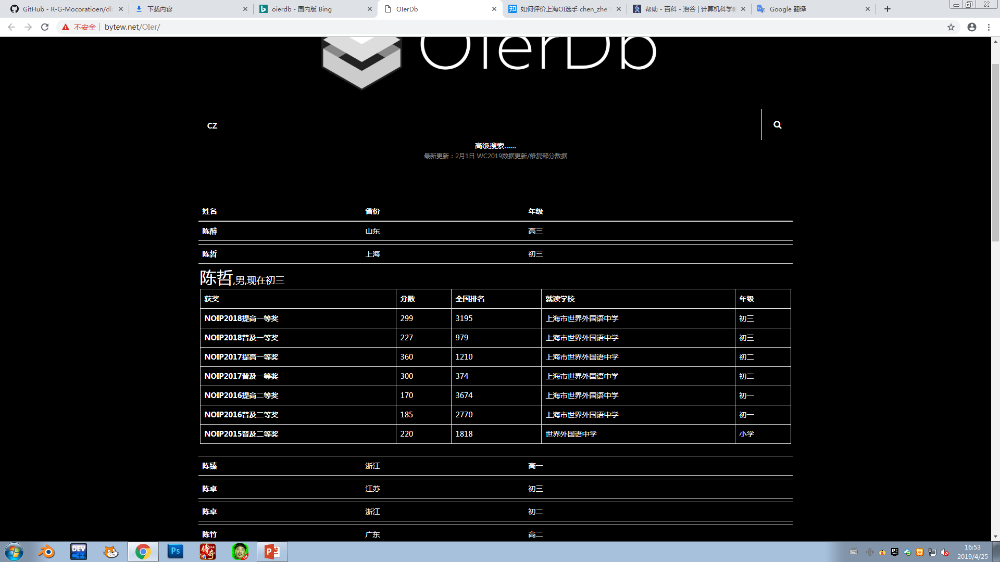 GitHub - R-G-Mocoratioen/dl
下载内容
oierdb - 国内版 Bing
OIerDb
如何评价上海OI选手 chen_zhe ?
帮助 - 百科 - 洛谷 | 计算机科学
Google 翻译
不安全 | bytew.net/OIer/
OIerDb
CZ
高级搜索......
最新更新：2月1日 WC2019数据更新/修复部分数据
姓名 省份 年级
陈醉 山东 高三
陈哲 上海 初三
陈哲,男,现在初三
获奖 分数 全国排名 就读学校 年级
NOIP2018提高一等奖 299 3195 上海市世界外国语中学 初三
NOIP2018普及一等奖 227 979 上海市世界外国语中学 初三
NOIP2017提高一等奖 360 1210 上海市世界外国语中学 初二
NOIP2017普及一等奖 300 374 上海市世界外国语中学 初二
NOIP2016提高二等奖 170 3674 上海市世界外国语中学 初一
NOIP2016普及二等奖 185 2770 上海市世界外国语中学 初一
NOIP2015普及二等奖 220 1818 世界外国语中学 小学
陈臻 浙江 高一
陈卓 江苏 初三
陈卓 浙江 初二
陈竹 广东 高二
DEV C++
Ps
傳奇
P
EPIC
16:53
2019/4/25